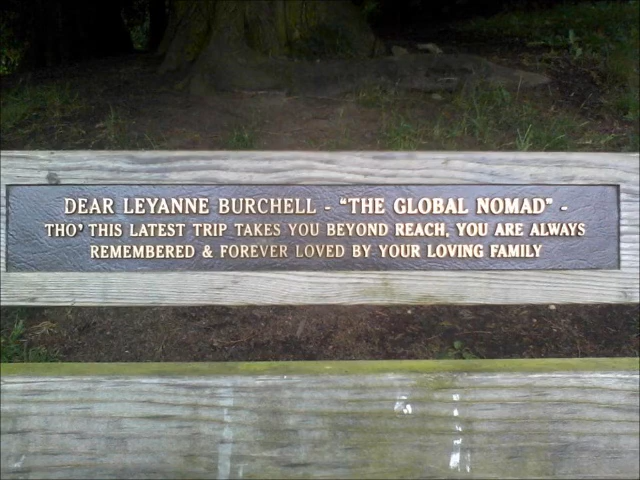 DEAR LEYANNE BURCHELL - "THE GLOBAL NOMAD" -
THO' THIS LATEST TRIP TAKES YOU BEYOND REACH, YOU ARE ALWAYS
REMEMBERED & FOREVER LOVED BY YOUR LOVING FAMILY